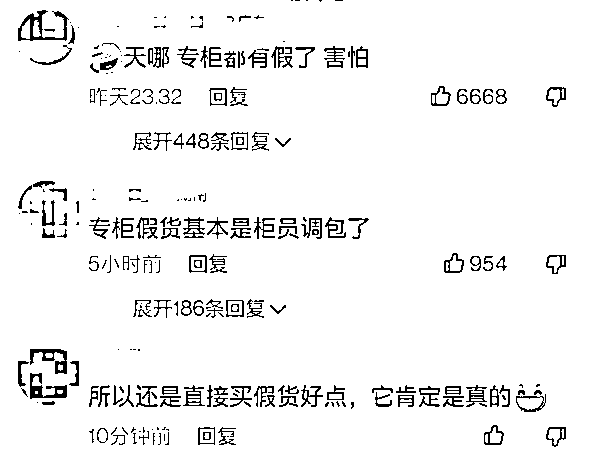 天哪 专柜都有假了 害怕
昨天23:32 回复 6668
展开448条回复
专柜假货基本是柜员调包了
5小时前 回复 954
展开186条回复
所以还是直接买假货好点，它肯定是真的
10分钟前 回复